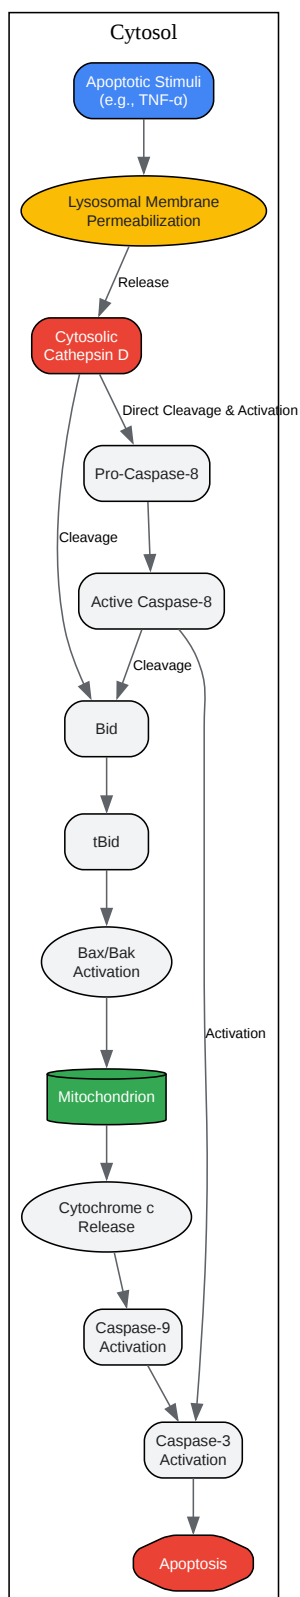 Cytosol
Apoptotic Stimuli
(e.g., TNF-α)
Lysosomal Membrane
Permeabilization
Release
Cytosolic
Cathepsin D
Direct Cleavage & Activation
Pro-Caspase-8
Cleavage
Active Caspase-8
Cleavage
Bid
tBid
Bax/Bak
Activation
Activation
Mitochondrion
Cytochrome c
Release
Caspase-9
Activation
Caspase-3
Activation
Apoptosis